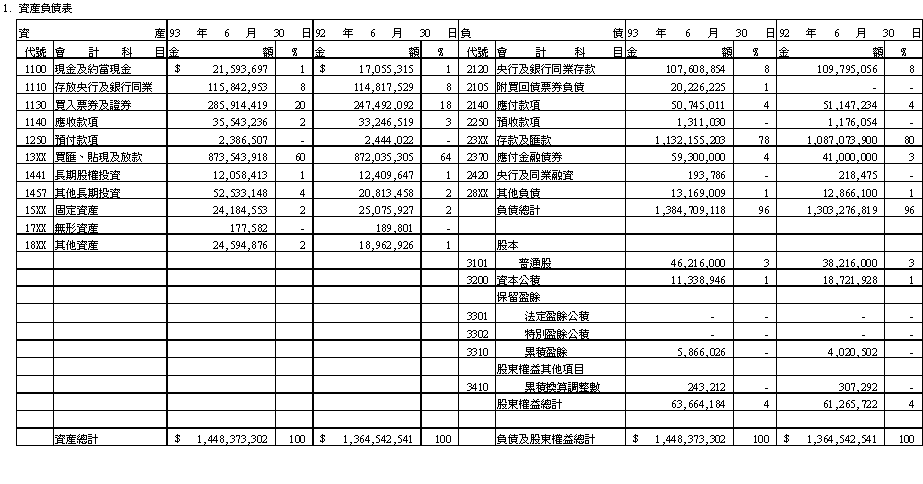 1. 資產負債表
資 產 93 年 6 月 30 日 92 年 6 月 30 日 負 債 93 年 6 月 30 日 92 年 6 月 30 日
代號 會 計 科 目 金 額 % 金 額 % 代號 會 計 科 目 金 額 % 金 額 %
1100 現金及約當現金 $ 21,593,697 1 $ 17,055,315 1 2120 央行及銀行同業存款 107,608,854 8 109,795,056 8
1110 存放央行及銀行同業 115,842,953 8 114,817,529 8 2105 附買回債票券負債 20,226,225 1 - -
1130 買入票券及證券 285,914,419 20 247,492,092 18 2140 應付款項 50,745,011 4 51,147,234 4
1140 應收款項 35,543,236 2 33,246,519 3 2250 預收款項 1,311,030 - 1,176,054 -
1250 預付款項 2,386,507 - 2,444,022 - 23XX 存款及匯款 1,132,155,203 78 1,087,073,900 80
13XX 買匯、貼現及放款 873,543,918 60 872,035,305 64 2370 應付金融債券 59,300,000 4 41,000,000 3
1441 長期股權投資 12,058,413 1 12,409,647 1 2420 央行及同業融資 193,786 - 218,475 -
1457 其他長期投資 52,533,148 4 20,813,458 2 28XX 其他負債 13,169,009 1 12,866,100 1
15XX 固定資產 24,184,553 2 25,075,927 2 負債總計 1,384,709,118 96 1,303,276,819 96
17XX 無形資產 177,582 - 189,801 -
18XX 其他資產 24,594,876 2 18,962,926 1 股本
3101 普通股 46,216,000 3 38,216,000 3
3200 資本公積 11,338,946 1 18,721,928 1
保留盈餘
3301 法定盈餘公積 - - - -
3302 特別盈餘公積 - - - -
3310 累積盈餘 5,866,026 - 4,020,502 -
股東權益其他項目
3410 累積換算調整數 243,212 - 307,292 -
股東權益總計 63,664,184 4 61,265,722 4
資產總計 $ 1,448,373,302 100 $ 1,364,542,541 100 負債及股東權益總計 $ 1,448,373,302 100 $ 1,364,542,541 100